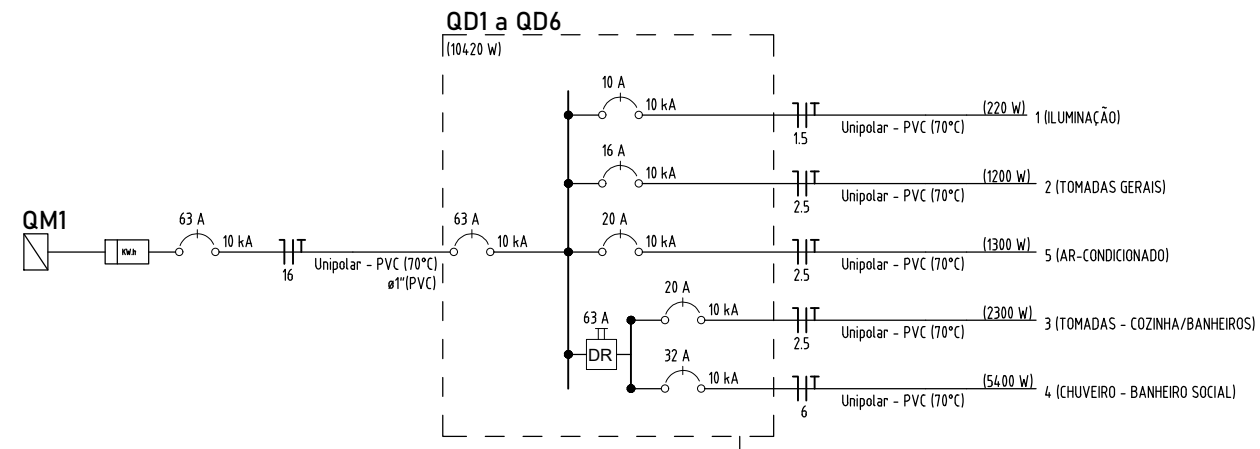 QD1 a QD6
(10420 W)
10 A
10 kA
1.5
Unipolar - PVC (70°C)
(220 W)
1 (ILUMINAÇÃO)
16 A
10 kA
2.5
Unipolar - PVC (70°C)
(1200 W)
2 (TOMADAS GERAIS)
QM1
KW.h
63 A
10 kA
16
Unipolar - PVC (70°C)
ø1"(PVC)
63 A
10 kA
20 A
10 kA
2.5
Unipolar - PVC (70°C)
(1300 W)
5 (AR-CONDICIONADO)
63 A
DR
20 A
10 kA
2.5
Unipolar - PVC (70°C)
(2300 W)
3 (TOMADAS - COZINHA/BANHEIROS)
32 A
10 kA
6
Unipolar - PVC (70°C)
(5400 W)
4 (CHUVEIRO - BANHEIRO SOCIAL)